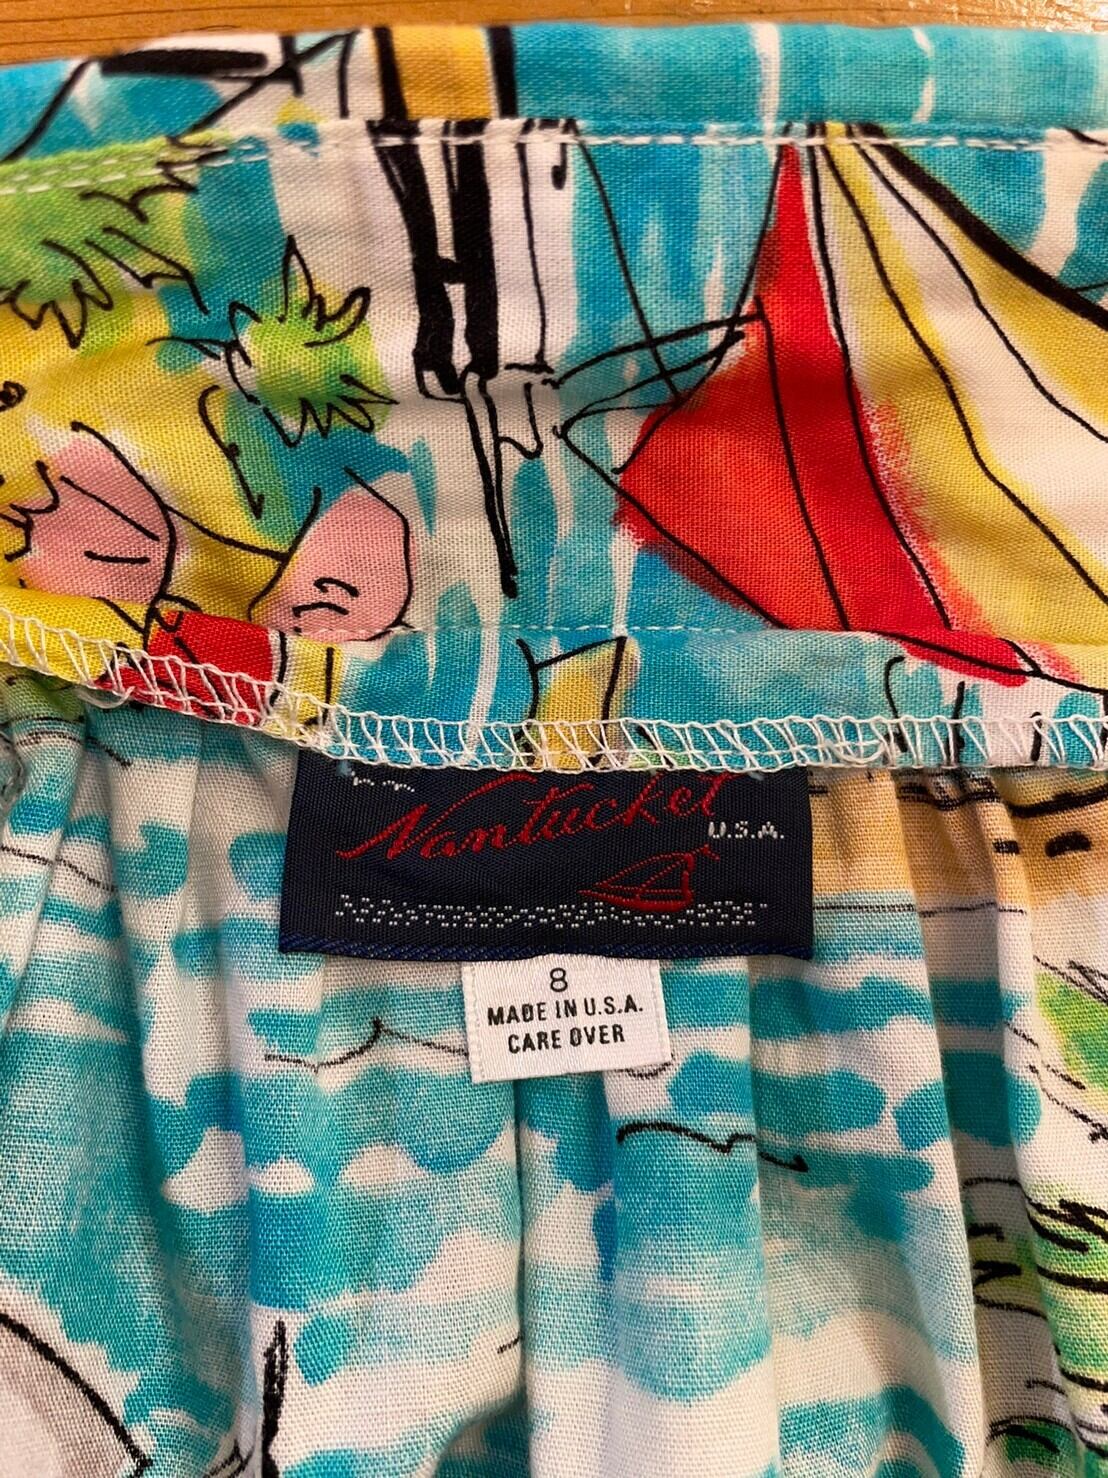 Nantucket
U.S.A.
8
MADE IN U.S.A.
CARE OVER